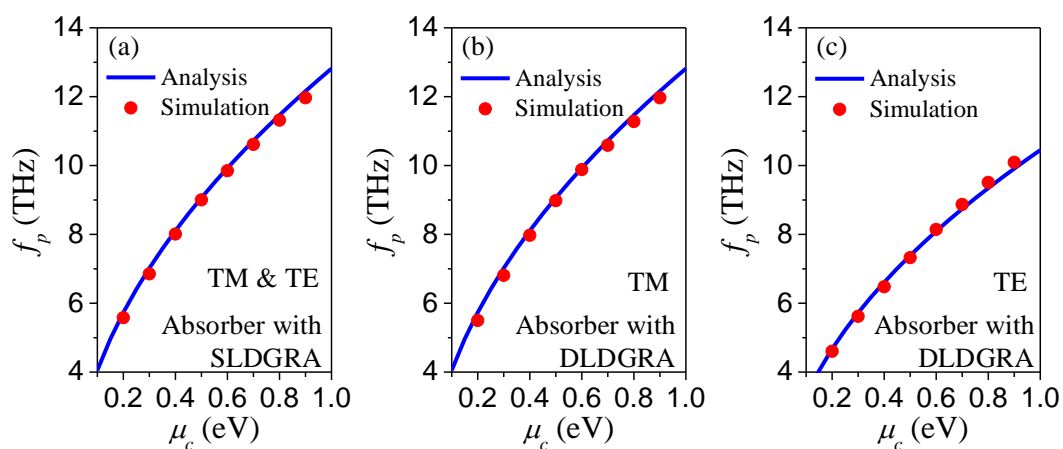 (a)
Analysis
Simulation
TM & TE
Absorber with
SLDGRA
f_p (THz)
14
12
10
8
6
4
0.2 0.4 0.6 0.8 1.0
μ_c (eV)
(b)
Analysis
Simulation
TM
Absorber with
DLDGRA
f_p (THz)
14
12
10
8
6
4
0.2 0.4 0.6 0.8 1.0
μ_c (eV)
(c)
Analysis
Simulation
TE
Absorber with
DLDGRA
f_p (THz)
14
12
10
8
6
4
0.2 0.4 0.6 0.8 1.0
μ_c (eV)